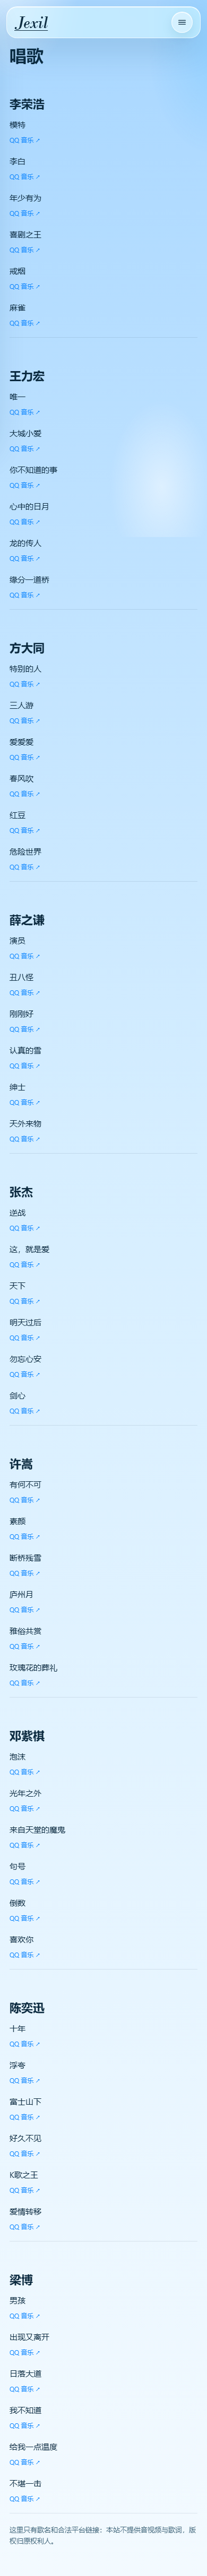 Jexil
唱歌
李荣浩
模特
QQ 音乐 ↗
李白
QQ 音乐 ↗
年少有为
QQ 音乐 ↗
喜剧之王
QQ 音乐 ↗
戒烟
QQ 音乐 ↗
麻雀
QQ 音乐 ↗
王力宏
唯一
QQ 音乐 ↗
大城小爱
QQ 音乐 ↗
你不知道的事
QQ 音乐 ↗
心中的日月
QQ 音乐 ↗
龙的传人
QQ 音乐 ↗
缘分一道桥
QQ 音乐 ↗
方大同
特别的人
QQ 音乐 ↗
三人游
QQ 音乐 ↗
爱爱爱
QQ 音乐 ↗
春风吹
QQ 音乐 ↗
红豆
QQ 音乐 ↗
危险世界
QQ 音乐 ↗
薛之谦
演员
QQ 音乐 ↗
丑八怪
QQ 音乐 ↗
刚刚好
QQ 音乐 ↗
认真的雪
QQ 音乐 ↗
绅士
QQ 音乐 ↗
天外来物
QQ 音乐 ↗
张杰
逆战
QQ 音乐 ↗
这，就是爱
QQ 音乐 ↗
天下
QQ 音乐 ↗
明天过后
QQ 音乐 ↗
勿忘心安
QQ 音乐 ↗
剑心
QQ 音乐 ↗
许嵩
有何不可
QQ 音乐 ↗
素颜
QQ 音乐 ↗
断桥残雪
QQ 音乐 ↗
庐州月
QQ 音乐 ↗
雅俗共赏
QQ 音乐 ↗
玫瑰花的葬礼
QQ 音乐 ↗
邓紫棋
泡沫
QQ 音乐 ↗
光年之外
QQ 音乐 ↗
来自天堂的魔鬼
QQ 音乐 ↗
句号
QQ 音乐 ↗
倒数
QQ 音乐 ↗
喜欢你
QQ 音乐 ↗
陈奕迅
十年
QQ 音乐 ↗
浮夸
QQ 音乐 ↗
富士山下
QQ 音乐 ↗
好久不见
QQ 音乐 ↗
K歌之王
QQ 音乐 ↗
爱情转移
QQ 音乐 ↗
梁博
男孩
QQ 音乐 ↗
出现又离开
QQ 音乐 ↗
日落大道
QQ 音乐 ↗
我不知道
QQ 音乐 ↗
给我一点温度
QQ 音乐 ↗
不堪一击
QQ 音乐 ↗
这里只有歌名和合法平台链接；本站不提供音视频与歌词，版
权归原权利人。